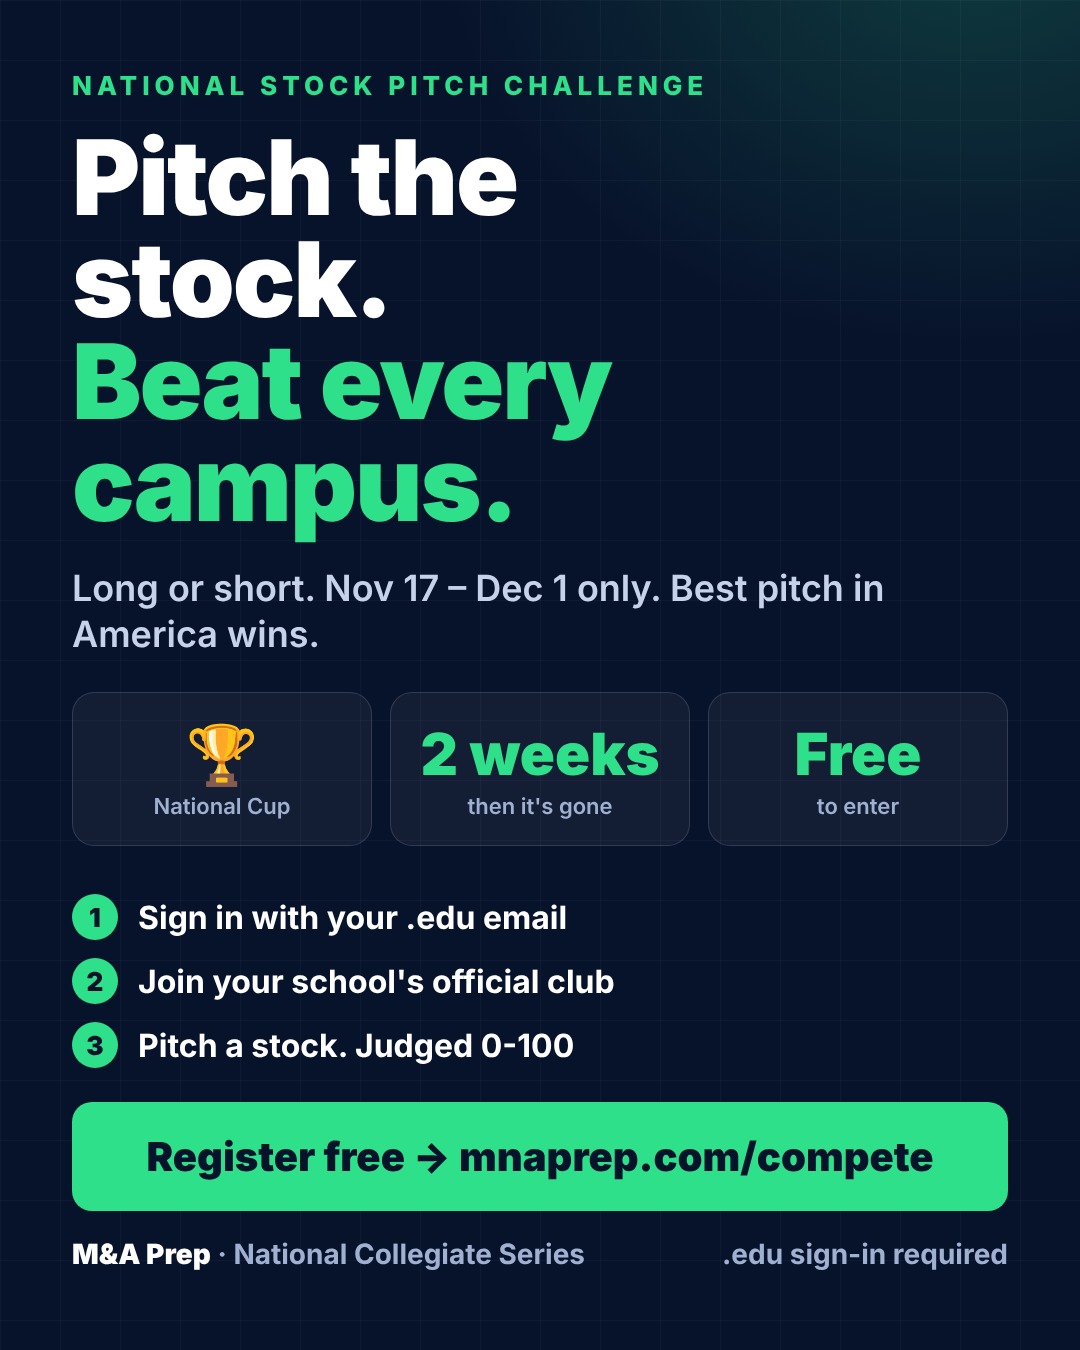 NATIONAL STOCK PITCH CHALLENGE
Pitch the
stock.
Beat every
campus.
Long or short. Nov 17 – Dec 1 only. Best pitch in
America wins.
National Cup
2 weeks
then it's gone
Free
to enter
1 Sign in with your .edu email
2 Join your school's official club
3 Pitch a stock. Judged 0-100
Register free → mnaprep.com/compete
M&A Prep · National Collegiate Series .edu sign-in required